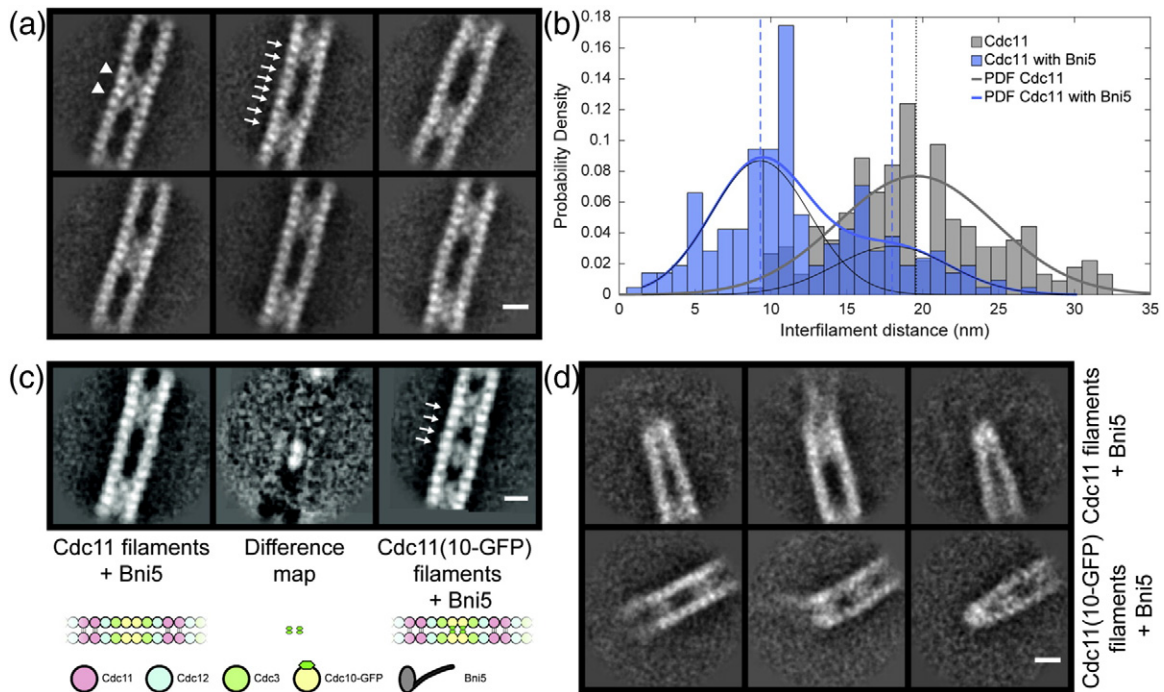 (a)
(b)
0.18
0.16
0.14
0.12
0.1
0.08
0.06
0.04
0.02
0
Probability Density
0 5 10 15 20 25 30 35
Interfilament distance (nm)
Cdc11
Cdc11 with Bni5
PDF Cdc11
PDF Cdc11 with Bni5
(c)
Cdc11 filaments + Bni5
Difference map
Cdc11(10-GFP) filaments + Bni5
Cdc11 Cdc12 Cdc3 Cdc10-GFP Bni5
(d)
Cdc11 filaments + Bni5
Cdc11(10-GFP) filaments + Bni5